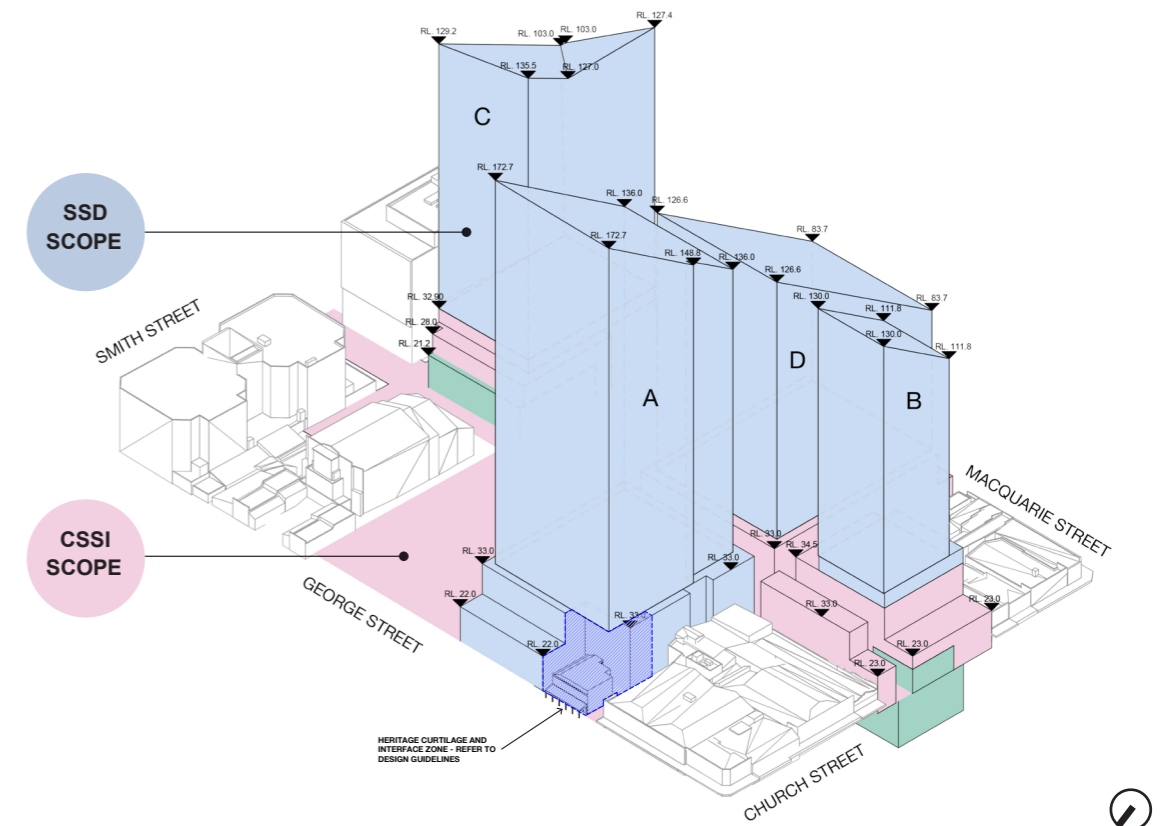 RL. 127.4
RL. 129.2
RL. 103.0
RL. 103.0
RL. 135.5
RL. 127.0
C
RL. 172.7
SSD
SCOPE
RL. 136.0
RL. 126.6
RL. 83.7
RL. 172.7
RL. 148.8
RL. 136.0
RL. 126.6
RL. 130.0
RL. 83.7
RL. 111.8
RL. 32.90
RL. 28.0
RL. 130.0
RL. 21.2
RL. 111.8
SMITH STREET
D
A
B
MACQUARIE STREET
CSSI
SCOPE
RL. 33.0
RL. 34.5
RL. 33.0
RL. 33.0
GEORGE STREET
RL. 22.0
RL. 23.0
RL. 33.0
RL. 22.0
RL. 23.0
RL. 23.0
HERITAGE CURTILAGE AND
INTERFACE ZONE - REFER TO
DESIGN GUIDELINES
CHURCH STREET